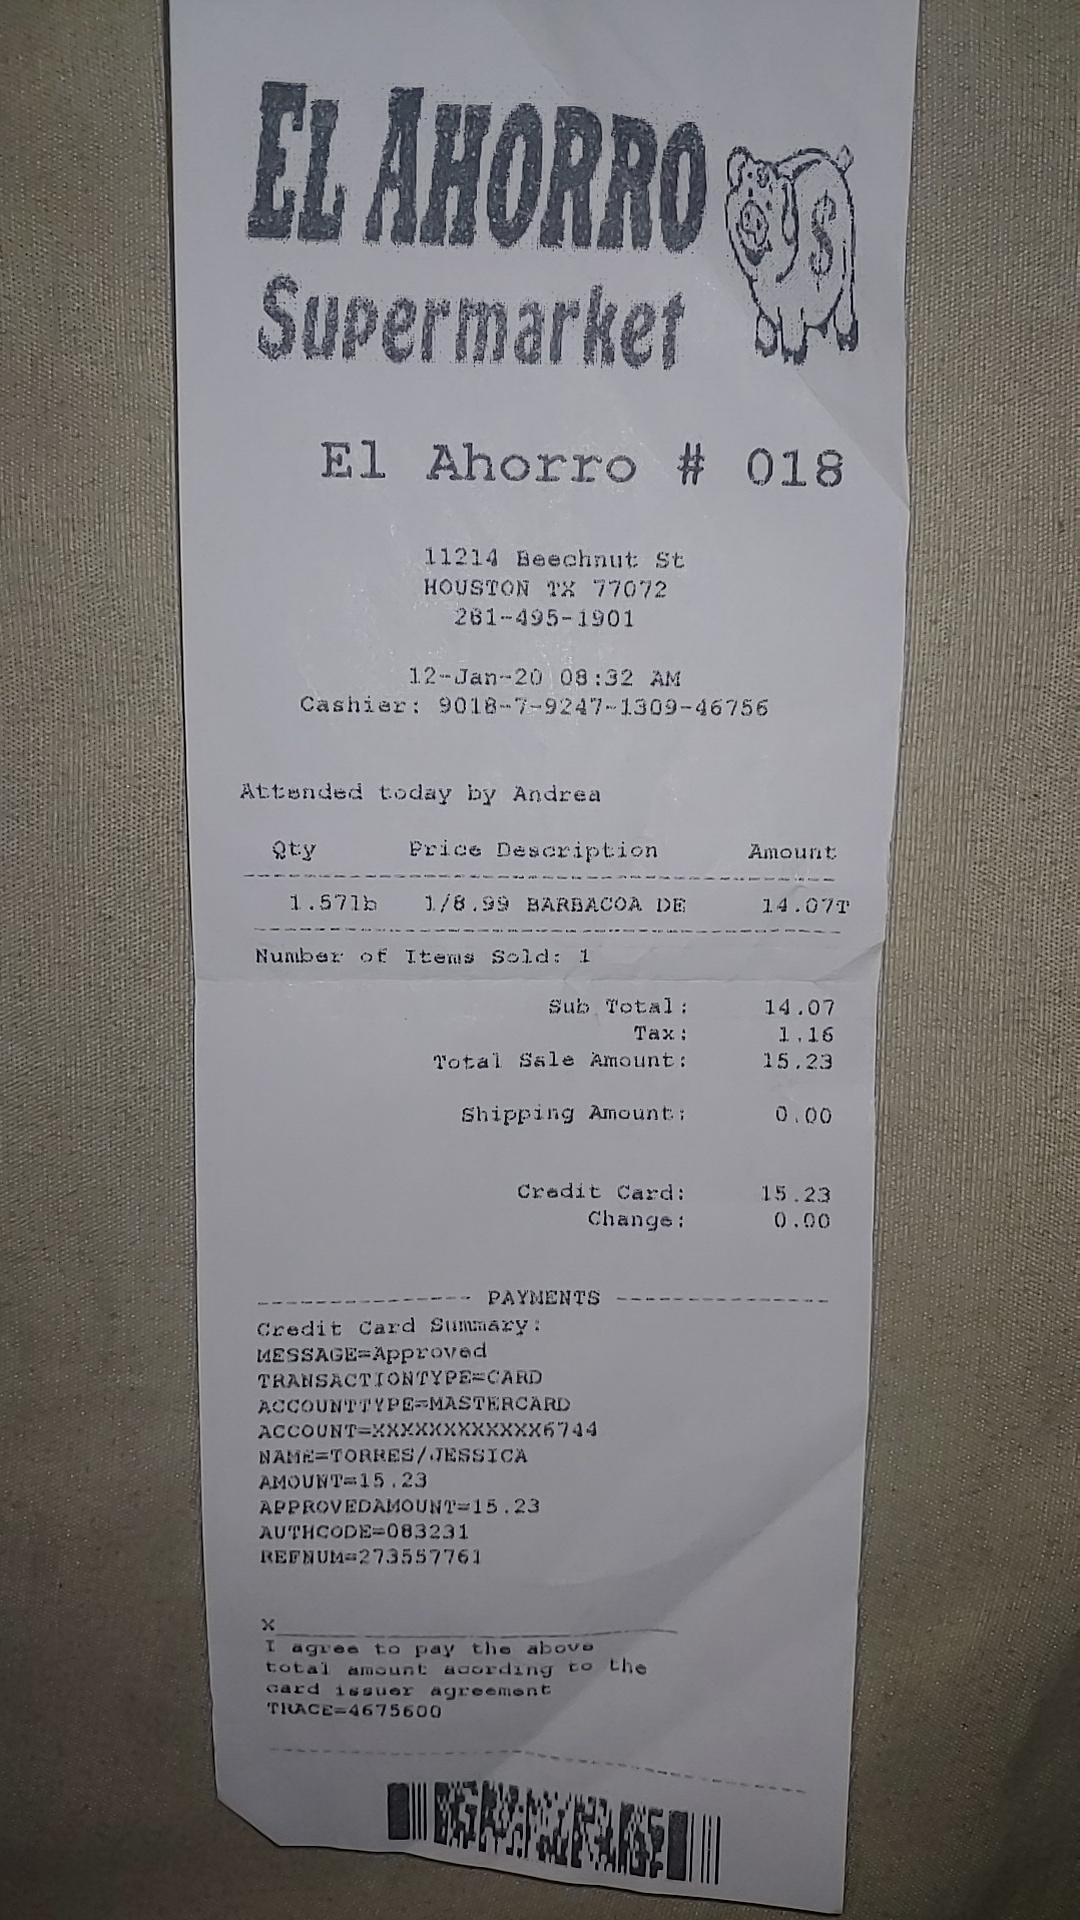 EL AHORRO
Supermarket
$
El Ahorro # 018
11214 Beechnut St
HOUSTON TX 77072
281-495-1901
12-Jan-20 08:32 AM
Cashier: 9018-7-9247-1309-46756
Attended today by Andrea
Qty Price Description Amount
1.57lb 1/8.99 BARBACOA DE 14.07T
Number of Items Sold: 1
Sub Total: 14.07
Tax: 1.16
Total Sale Amount: 15.23
Shipping Amount: 0.00
Credit Card: 15.23
Change: 0.00
--------------- PAYMENTS ---------------
Credit Card Summary:
MESSAGE=Approved
TRANSACTIONTYPE=CARD
ACCOUNTTYPE=MASTERCARD
ACCOUNT=XXXXXXXXXXXX6744
NAME=TORRES/JESSICA
AMOUNT=15.23
APPROVEDAMOUNT=15.23
AUTHCODE=083231
REFNUM=273557761
X
I agree to pay the above
total amount acording to the
card issuer agreement
TRACE=4675600